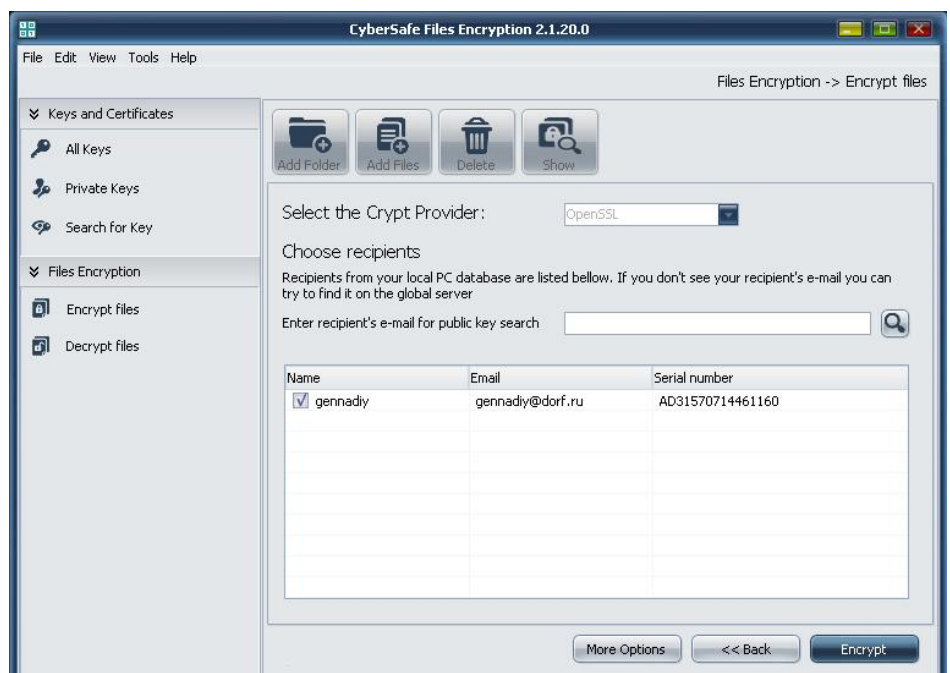 CyberSafe Files Encryption 2.1.20.0
File Edit View Tools Help
Files Encryption -> Encrypt files
Keys and Certificates
All Keys
Private Keys
Search for Key
Files Encryption
Encrypt files
Decrypt files
Add Folder Add Files Delete Show
Select the Crypt Provider: OpenSSL
Choose recipients
Recipients from your local PC database are listed bellow. If you don't see your recipient's e-mail you can
try to find it on the global server
Enter recipient's e-mail for public key search
Name Email Serial number
gennadiy gennadiy@dorf.ru AD31570714461160
More Options << Back Encrypt